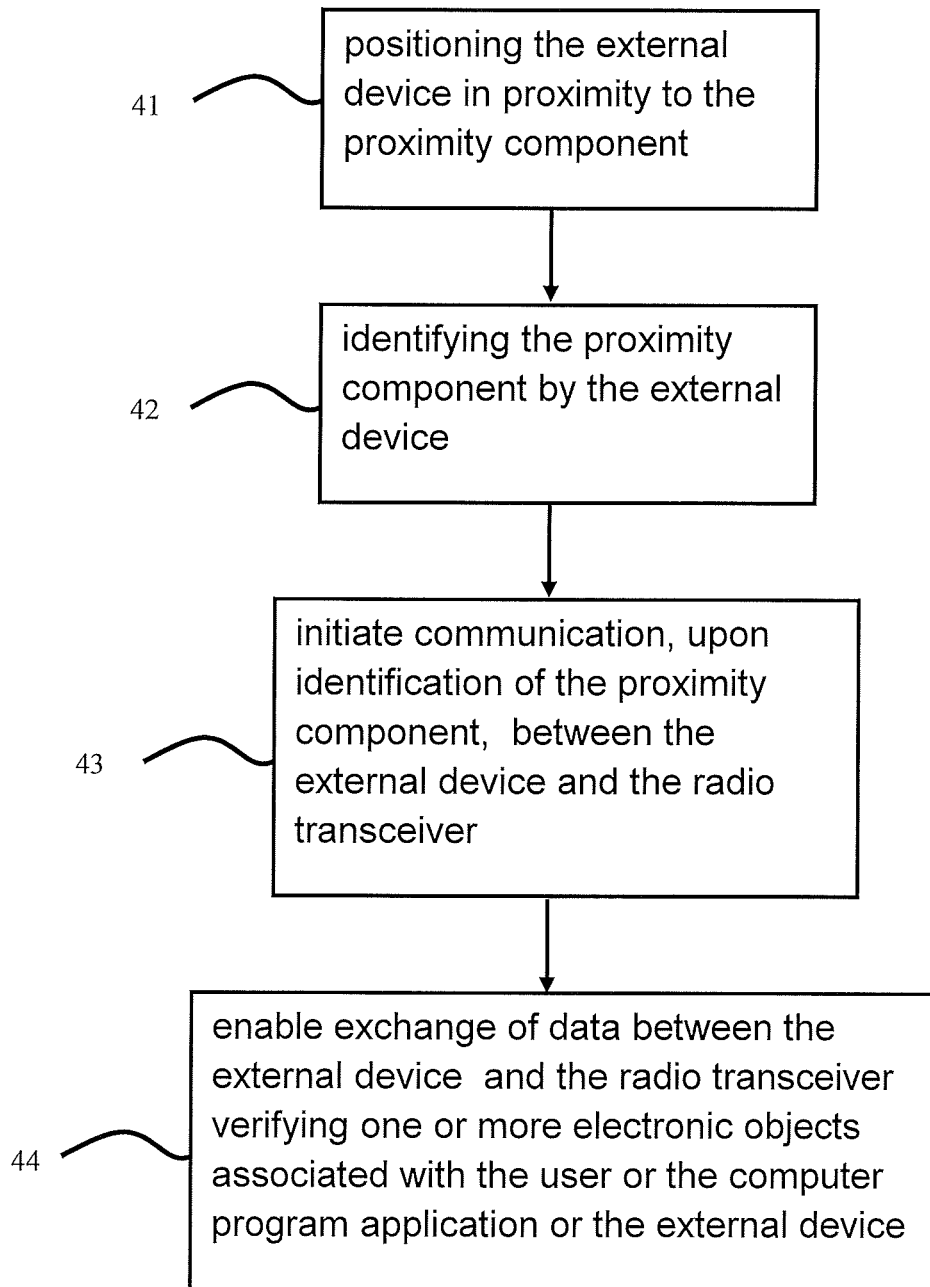 positioning the external
device in proximity to the
proximity component
41
identifying the proximity
component by the external
device
42
initiate communication, upon
identification of the proximity
component, between the
external device and the radio
transceiver
43
enable exchange of data between the
external device and the radio transceiver
verifying one or more electronic objects
associated with the user or the computer
program application or the external device
44